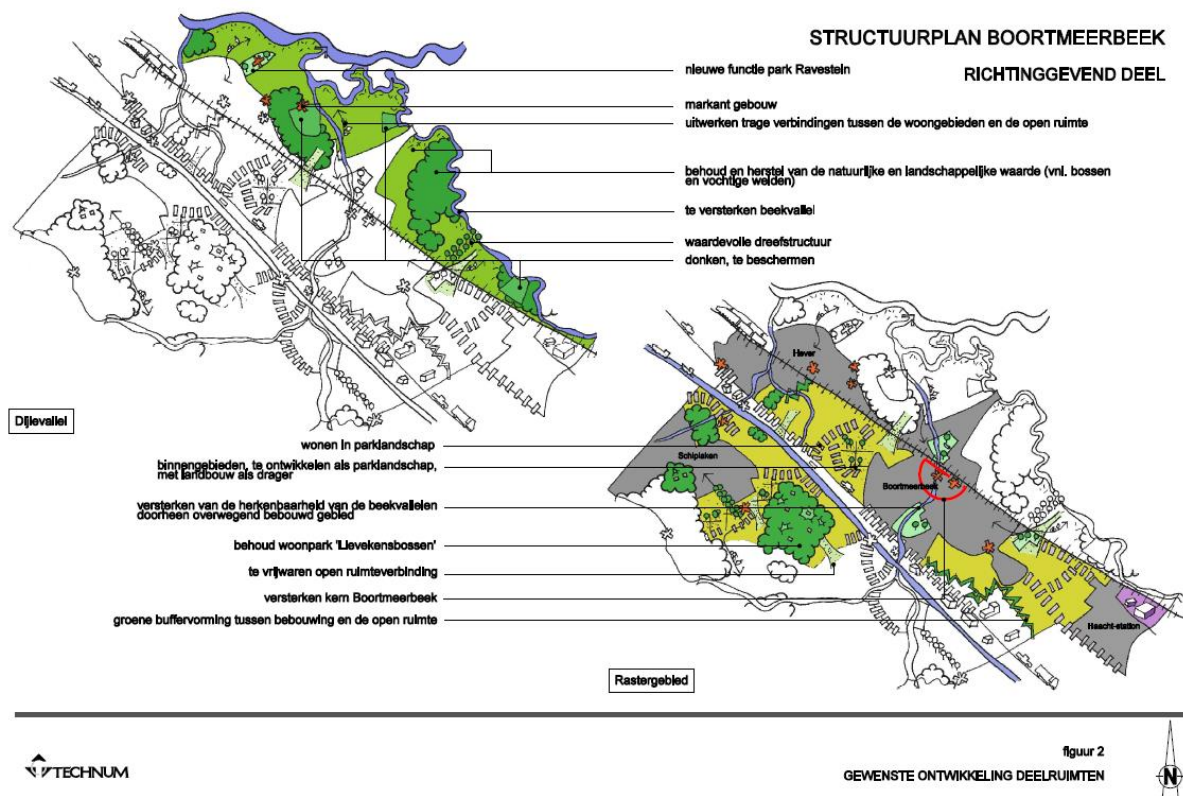 STRUCTUURPLAN BOORTMEERBEEK
RICHTINGGEVEND DEEL
nieuwe functie park Ravestein
markant gebouw
uitwerken trage verbindingen tussen de woongebieden en de open ruimte
behoud en herstel van de natuurlijke en landschappelijke waarde (vnl. bossen
en vochtige weiden)
te versterken beekvallei
waardevolle dreefstructuur
donken, te beschermen
Dijlevallei
Hever
Schiplaken
Boortmeerbeek
Haacht-station
wonen in parklandschap
binnengebieden, te ontwikkelen als parklandschap,
met landbouw als drager
versterken van de herkenbaarheid van de beekvalleien
doorheen overwegend bebouwd gebied
behoud woonpark 'Lievekensbossen'
te vrijwaren open ruimteverbinding
versterken kern Boortmeerbeek
groene buffervorming tussen bebouwing en de open ruimte
Rastergebied
TECHNUM
figuur 2
GEWENSTE ONTWIKKELING DEELRUIMTEN
N